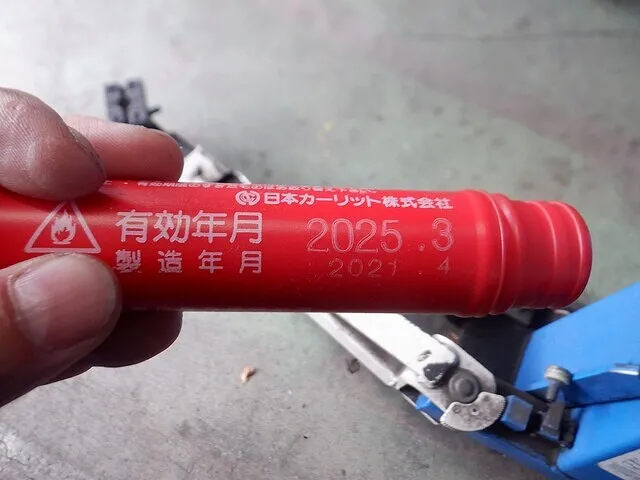 日本カーリット株式会社
有効年月 2025.3
製造年月 2021.4